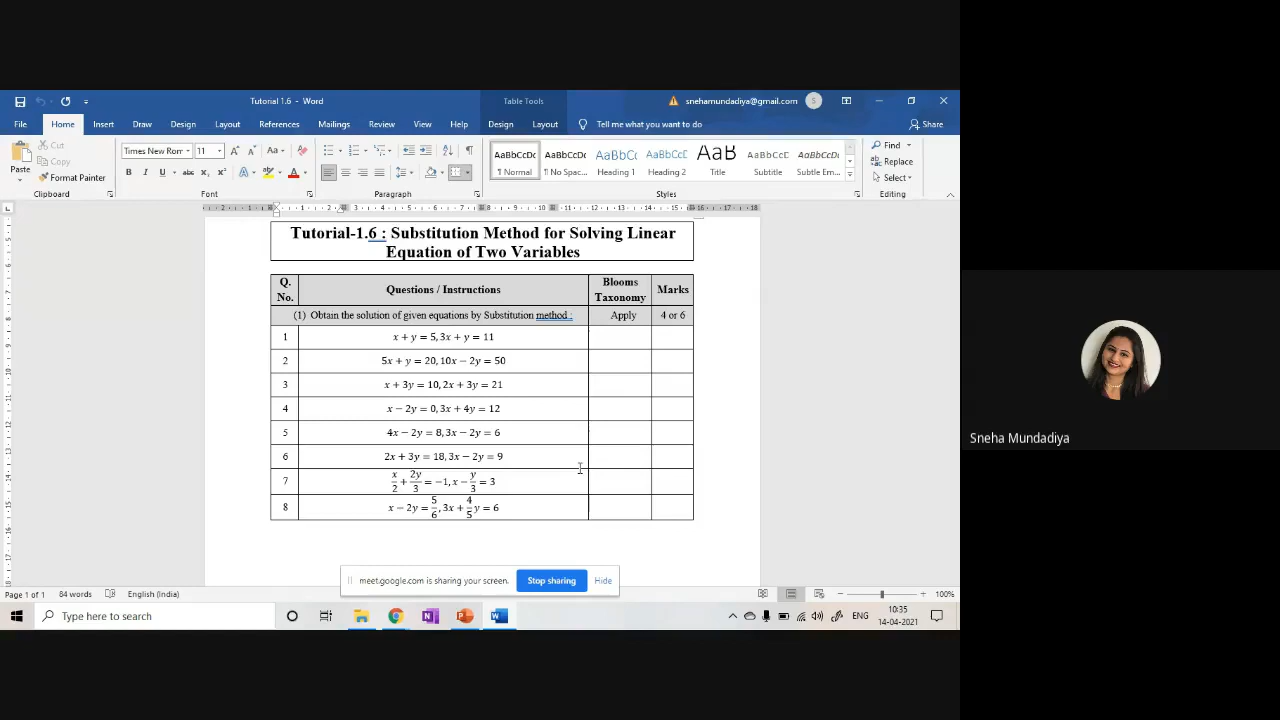 Tutorial 1.6 - Word
Table Tools
snehamundadiya@gmail.com
S
File
Home
Insert
Draw
Design
Layout
References
Mailings
Review
View
Help
Design
Layout
Tell me what you want to do
Share
Paste
Cut
Copy
Format Painter
Clipboard
Times New Ron
11
Font
Paragraph
AaBbCcDc
¶ Normal
AaBbCcDc
¶ No Spac...
AaBbCc
Heading 1
AaBbCcE
Heading 2
AaB
Title
AaBbCcD
Subtitle
AaBbCcDc
Subtle Em...
Styles
Find
Replace
Select
Editing
Tutorial-1.6 : Substitution Method for Solving Linear
Equation of Two Variables
Q. No.
Questions / Instructions
Blooms Taxonomy
Marks
(1) Obtain the solution of given equations by Substitution method :
Apply
4 or 6
1 x + y = 5, 3x + y = 11
2 5x + y = 20, 10x − 2y = 50
3 x + 3y = 10, 2x + 3y = 21
4 x − 2y = 0, 3x + 4y = 12
5 4x − 2y = 8, 3x − 2y = 6
6 2x + 3y = 18, 3x − 2y = 9
7 x/2 + 2y/3 = −1, x − y/3 = 3
8 x − 2y = 5/6, 3x + 4/5 y = 6
meet.google.com is sharing your screen.
Stop sharing
Hide
Page 1 of 1
84 words
English (India)
100%
Type here to search
ENG
10:35
14-04-2021
Sneha Mundadiya